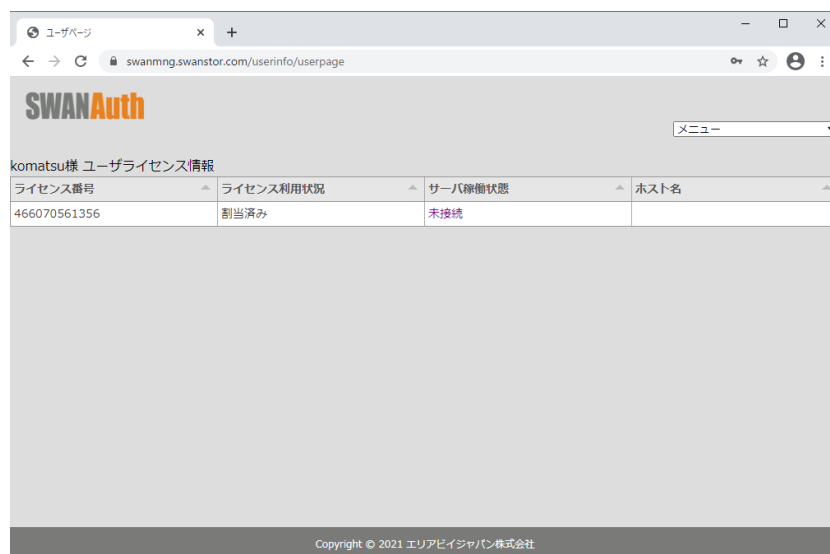 ユーザページ
swanmng.swanstor.com/userinfo/userpage
SWANAuth
メニュー
komatsu様 ユーザライセンス情報
ライセンス番号 ライセンス利用状況 サーバ稼働状態 ホスト名
466070561356 割当済み 未接続
Copyright © 2021 エリアビイジャパン株式会社